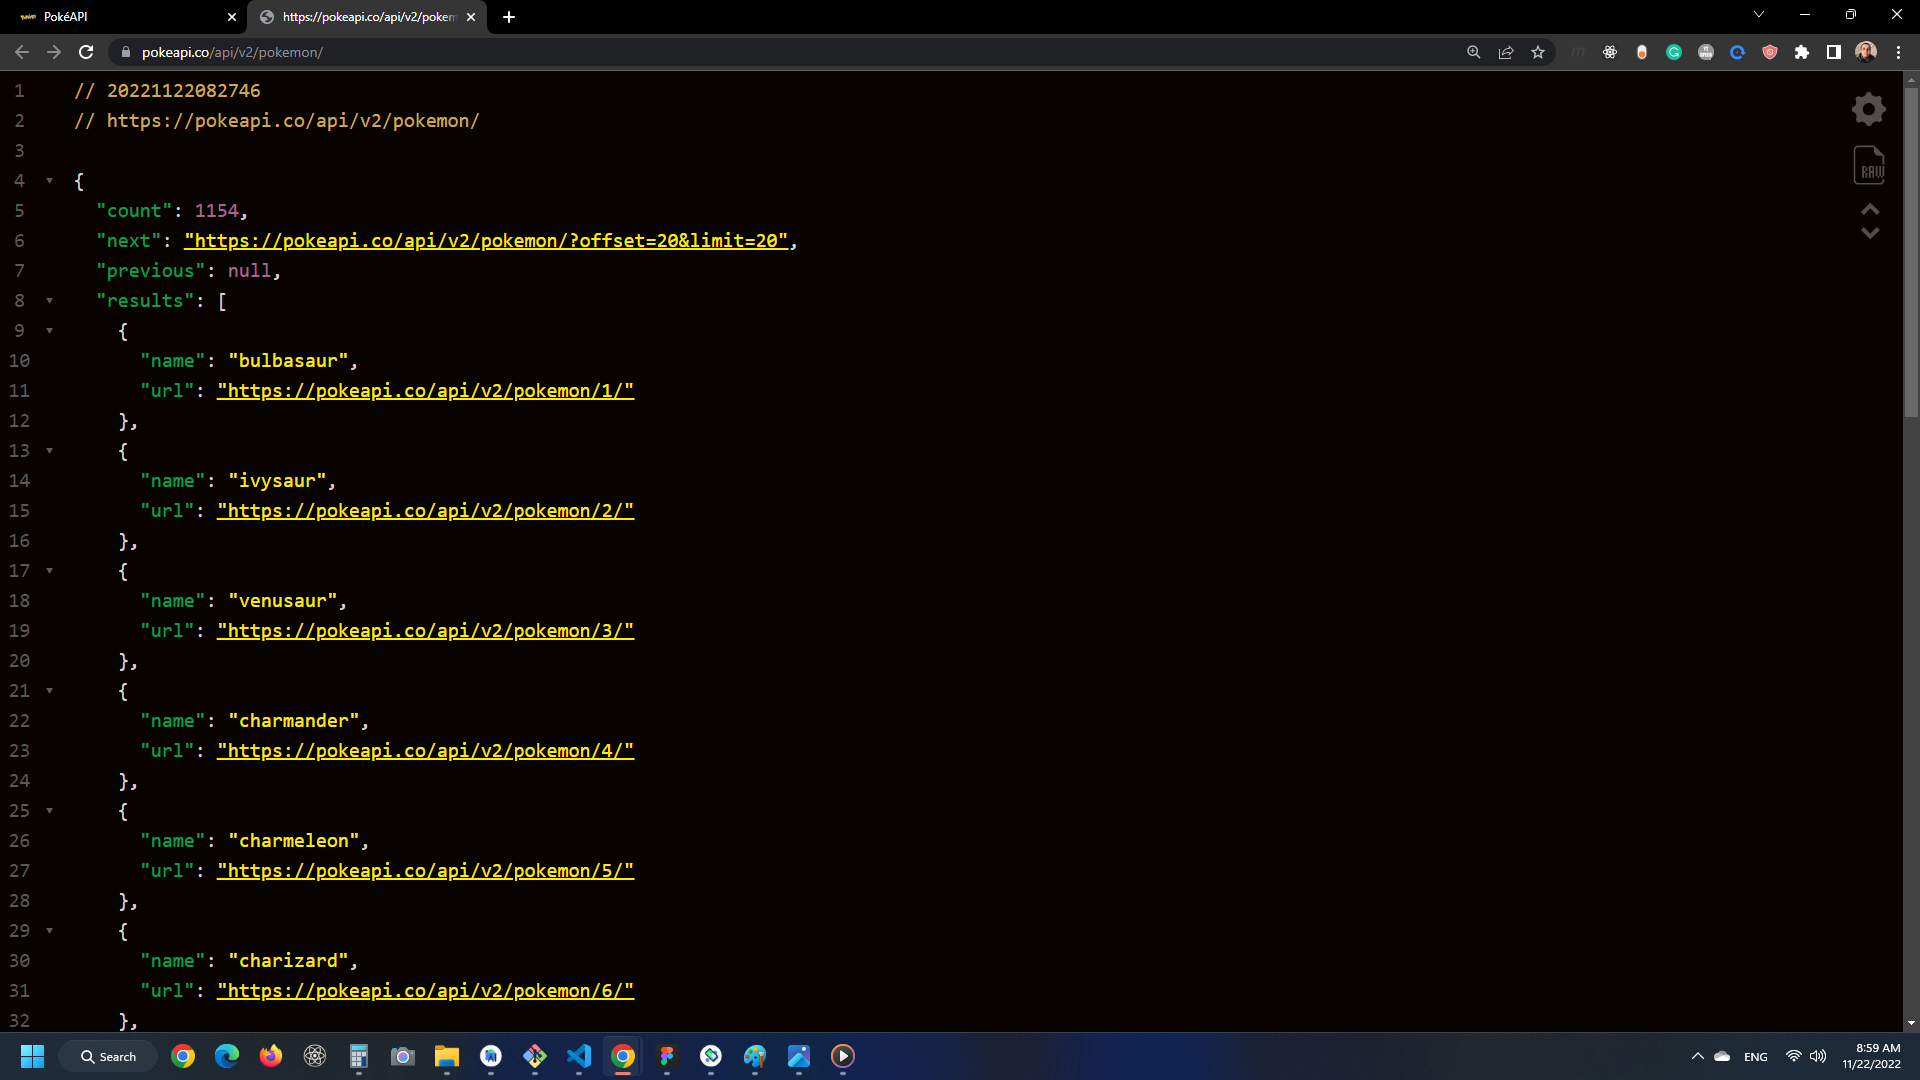 PokéAPI
https://pokeapi.co/api/v2/pokem
pokeapi.co/api/v2/pokemon/
1 // 20221122082746
2 // https://pokeapi.co/api/v2/pokemon/
3
4 {
5 "count": 1154,
6 "next": "https://pokeapi.co/api/v2/pokemon/?offset=20&limit=20",
7 "previous": null,
8 "results": [
9 {
10 "name": "bulbasaur",
11 "url": "https://pokeapi.co/api/v2/pokemon/1/"
12 },
13 {
14 "name": "ivysaur",
15 "url": "https://pokeapi.co/api/v2/pokemon/2/"
16 },
17 {
18 "name": "venusaur",
19 "url": "https://pokeapi.co/api/v2/pokemon/3/"
20 },
21 {
22 "name": "charmander",
23 "url": "https://pokeapi.co/api/v2/pokemon/4/"
24 },
25 {
26 "name": "charmeleon",
27 "url": "https://pokeapi.co/api/v2/pokemon/5/"
28 },
29 {
30 "name": "charizard",
31 "url": "https://pokeapi.co/api/v2/pokemon/6/"
32 },
RAW
Search
ENG
8:59 AM
11/22/2022